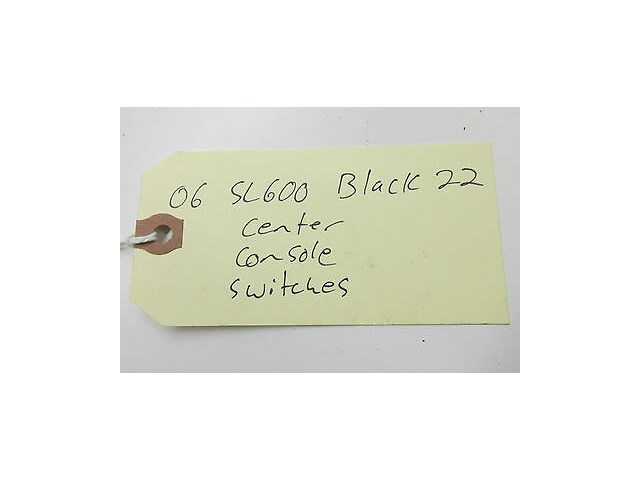 06 SL600 Black 22
Center
Console
Switches